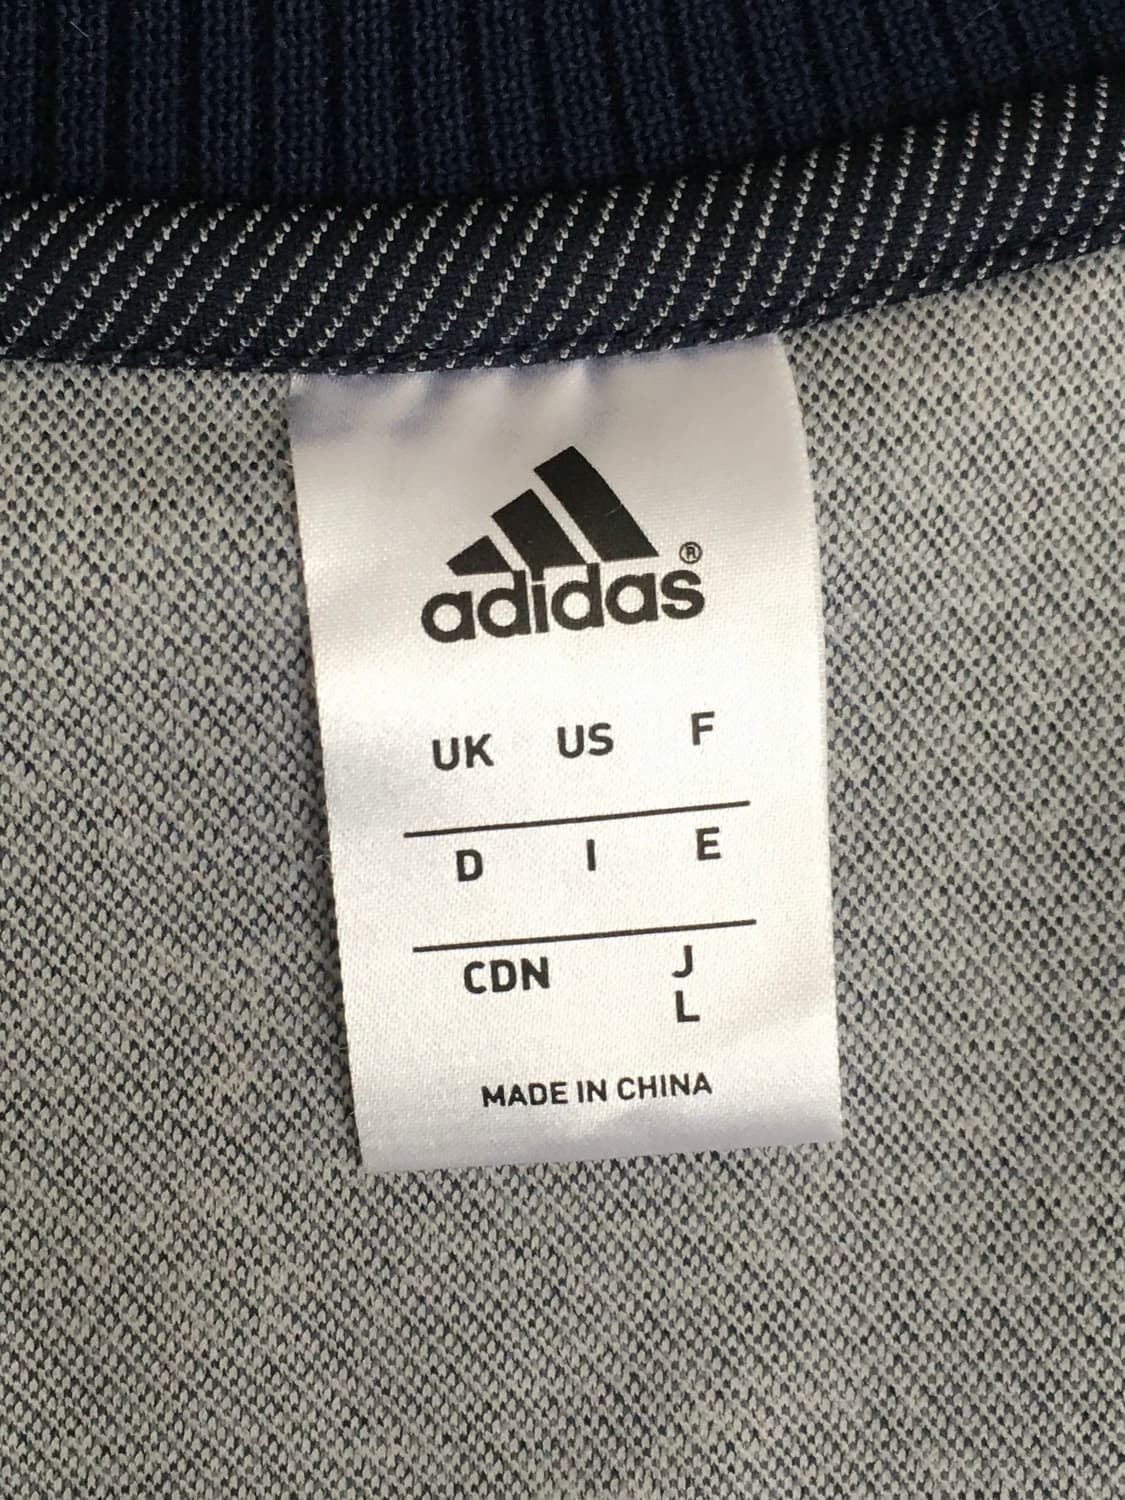 adidas®
UK US F
D I E
CDN J
L
MADE IN CHINA